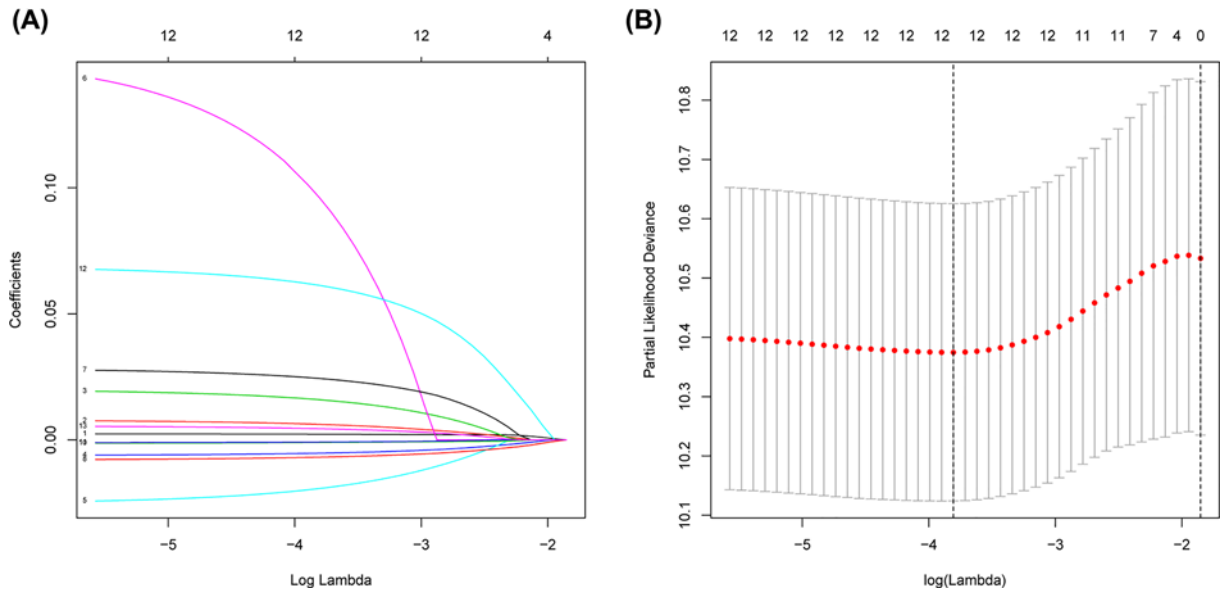 (A)
12 12 12 4
Coefficients
0.10
0.05
0.00
6
12
7
3
2
1
8
5
−5 −4 −3 −2
Log Lambda
(B)
12 12 12 12 12 12 12 12 12 12 11 11 7 4 0
Partial Likelihood Deviance
10.8
10.7
10.6
10.5
10.4
10.3
10.2
10.1
−5 −4 −3 −2
log(Lambda)